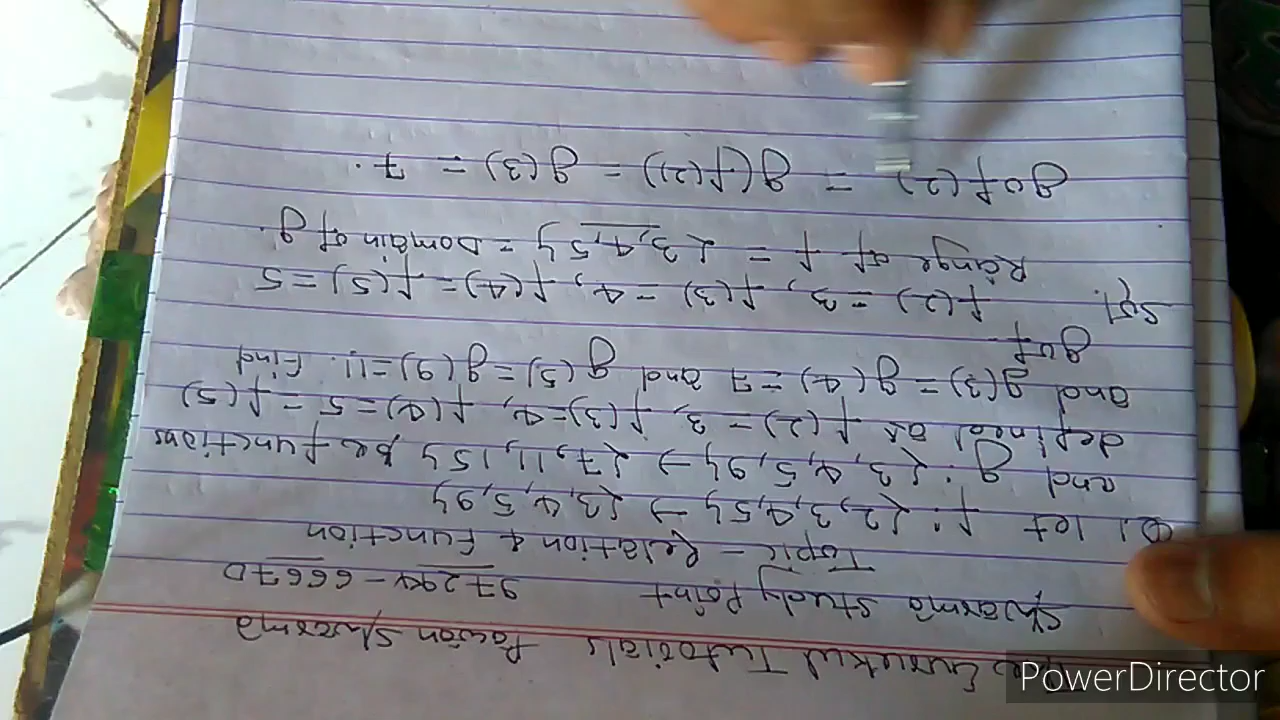 The Gurukul Tutorials Pawan Sharma
Sharma study Point 97294-66670
Topic - Relation & Function
Q1. Let f: {2,3,4,5} → {3,4,5,9}
and g: {3,4,5,9} → {7,11,15} be functions
defined as f(2) = 3, f(3)=4, f(4)=5 = f(5)
and g(3) = g(4) = 7 and g(5) = g(9) = 11. Find
gof
Sol. f(2) = 3, f(3) = 4, f(4) = f(5) = 5
Range of f = {3,4,5} = Domain of g.
gof(2) = g(f(2)) = g(3) = 7.
PowerDirector